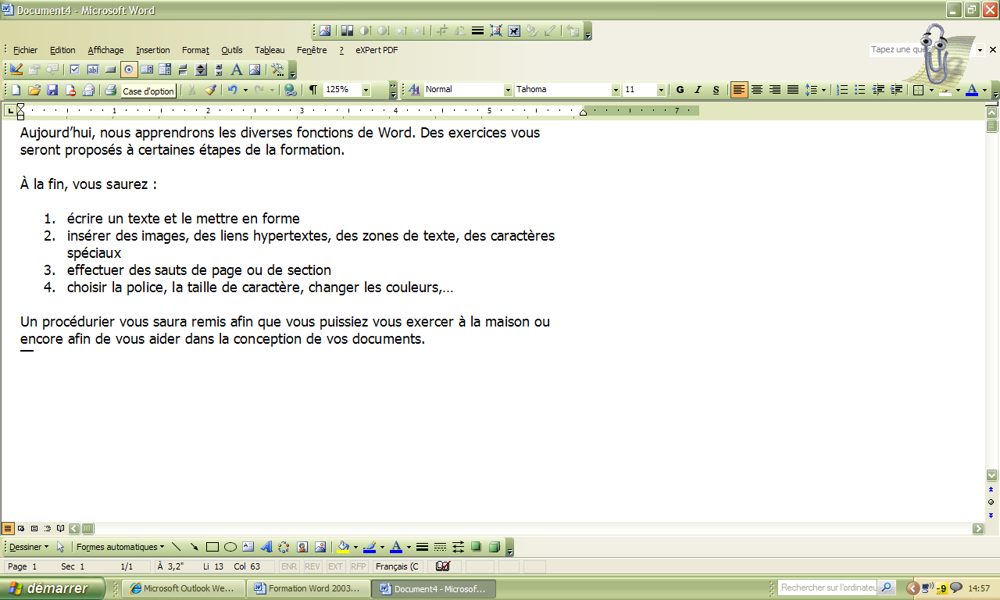 Document4 - Microsoft Word
Fichier Edition Affichage Insertion Format Outils Tableau Fenêtre ? eXPert PDF
Tapez une
Case d'option
125%
Normal
Tahoma
11
G I S
1 2 3 4 5 7
Aujourd'hui, nous apprendrons les diverses fonctions de Word. Des exercices vous
seront proposés à certaines étapes de la formation.
À la fin, vous saurez :
1. écrire un texte et le mettre en forme
2. insérer des images, des liens hypertextes, des zones de texte, des caractères
spéciaux
3. effectuer des sauts de page ou de section
4. choisir la police, la taille de caractère, changer les couleurs,...
Un procédurier vous saura remis afin que vous puissiez vous exercer à la maison ou
encore afin de vous aider dans la conception de vos documents.
Dessiner Formes automatiques
Page 1 Sec 1 1/1 À 3,2" Li 13 Col 63 ENR REV EXT RFP Français (C
démarrer Microsoft Outlook We... Formation Word 2003... Document4 - Microsof... Rechercher sur l'ordinateu -9 14:57